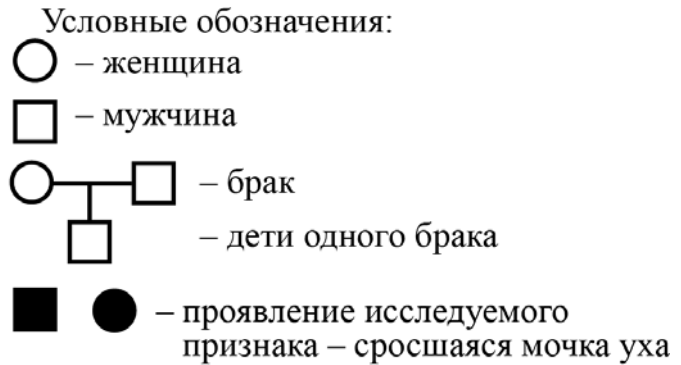 Условные обозначения:
– женщина
– мужчина
– брак
– дети одного брака
– проявление исследуемого
признака – сросшаяся мочка уха